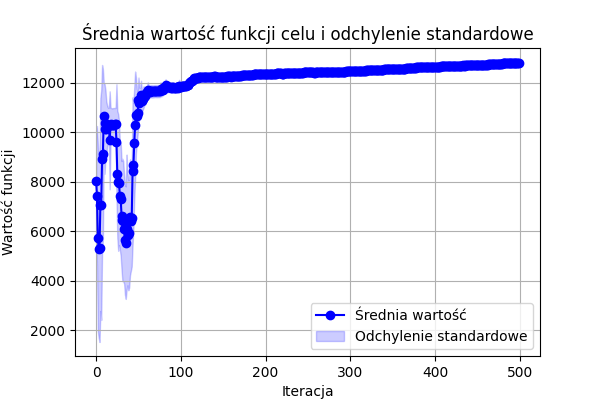 Średnia wartość funkcji celu i odchylenie standardowe
Wartość funkcji
12000
10000
8000
6000
4000
2000
0
100
200
300
400
500
Iteracja
Średnia wartość
Odchylenie standardowe